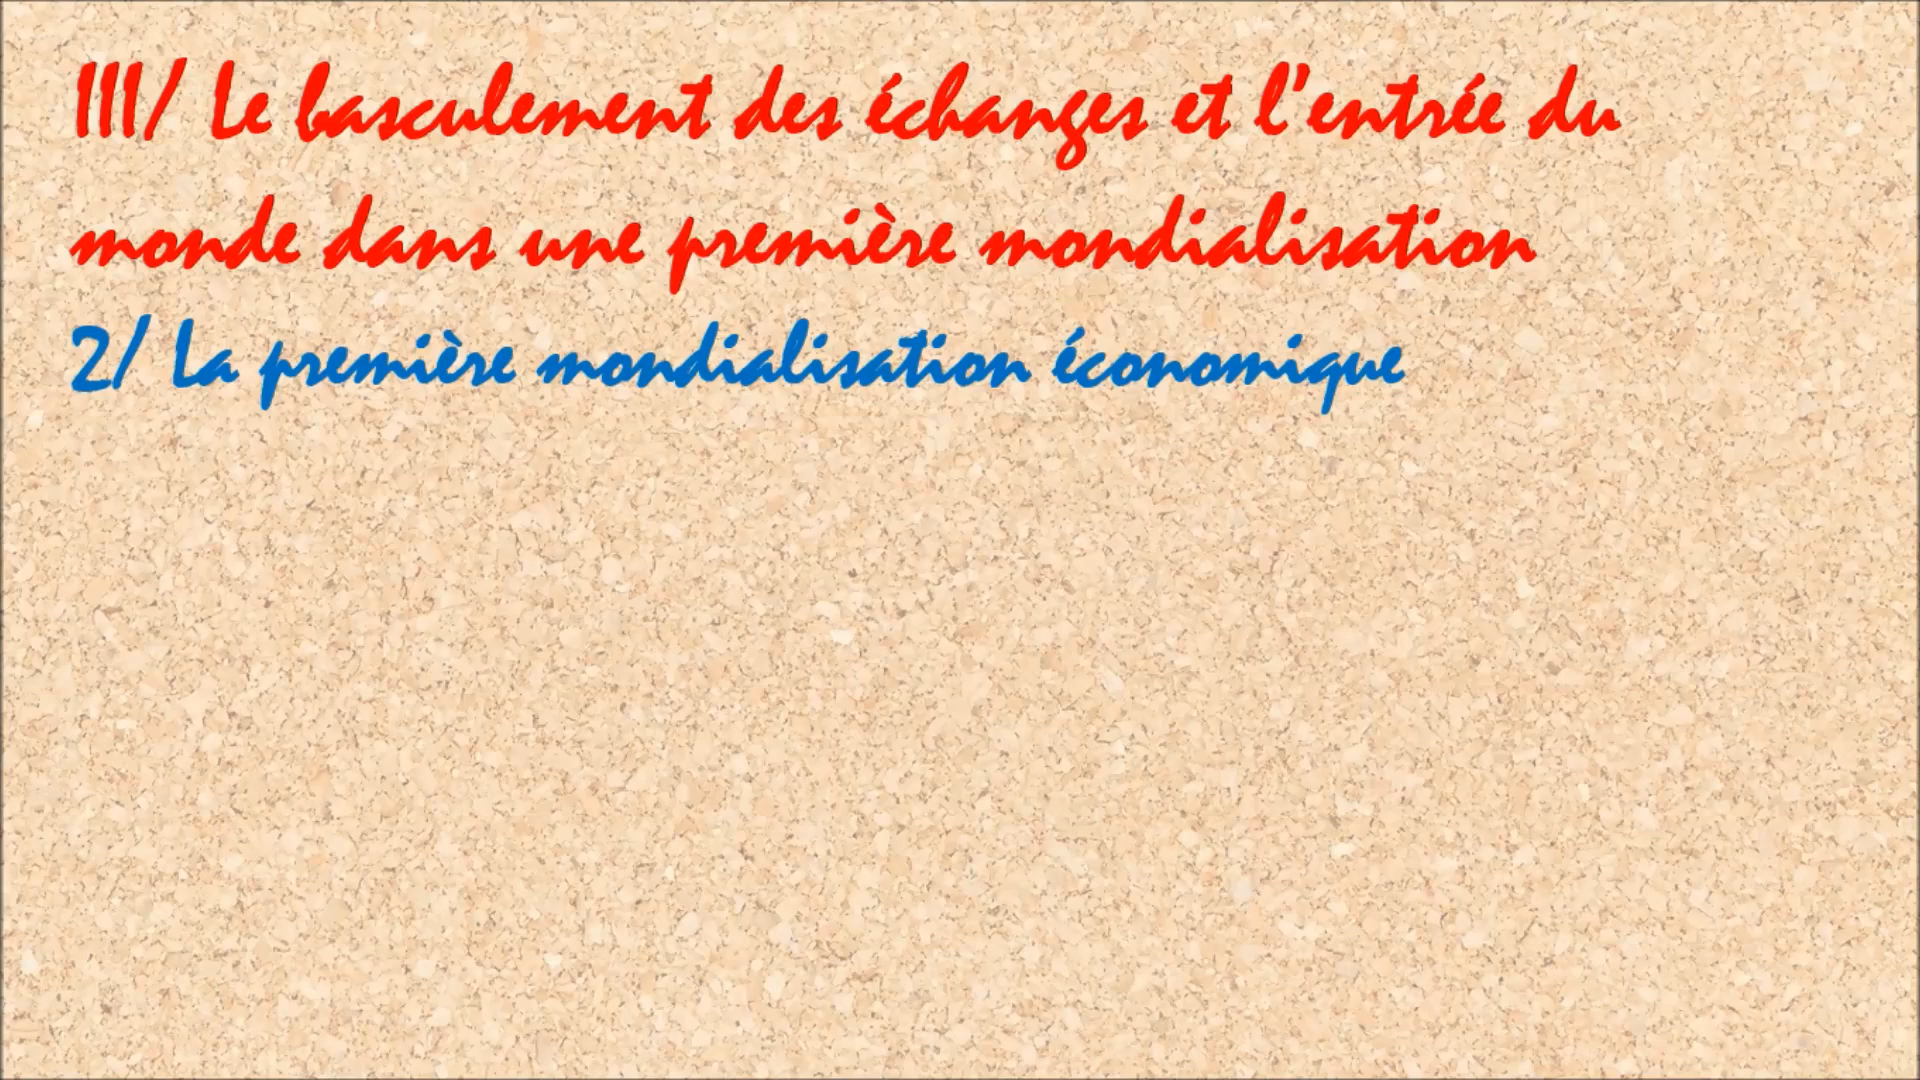 III/ Le basculement des échanges et l'entrée du
monde dans une première mondialisation
2/ La première mondialisation économique